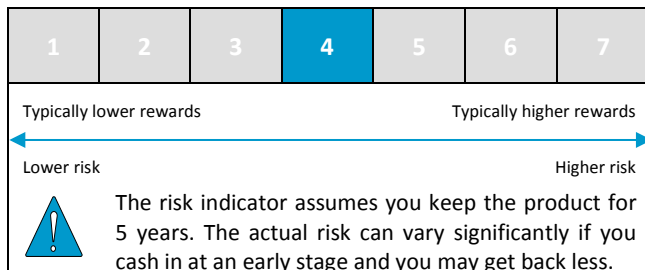 1 2 3 4 5 6 7
Typically lower rewards Typically higher rewards
Lower risk Higher risk
The risk indicator assumes you keep the product for
5 years. The actual risk can vary significantly if you
cash in at an early stage and you may get back less.